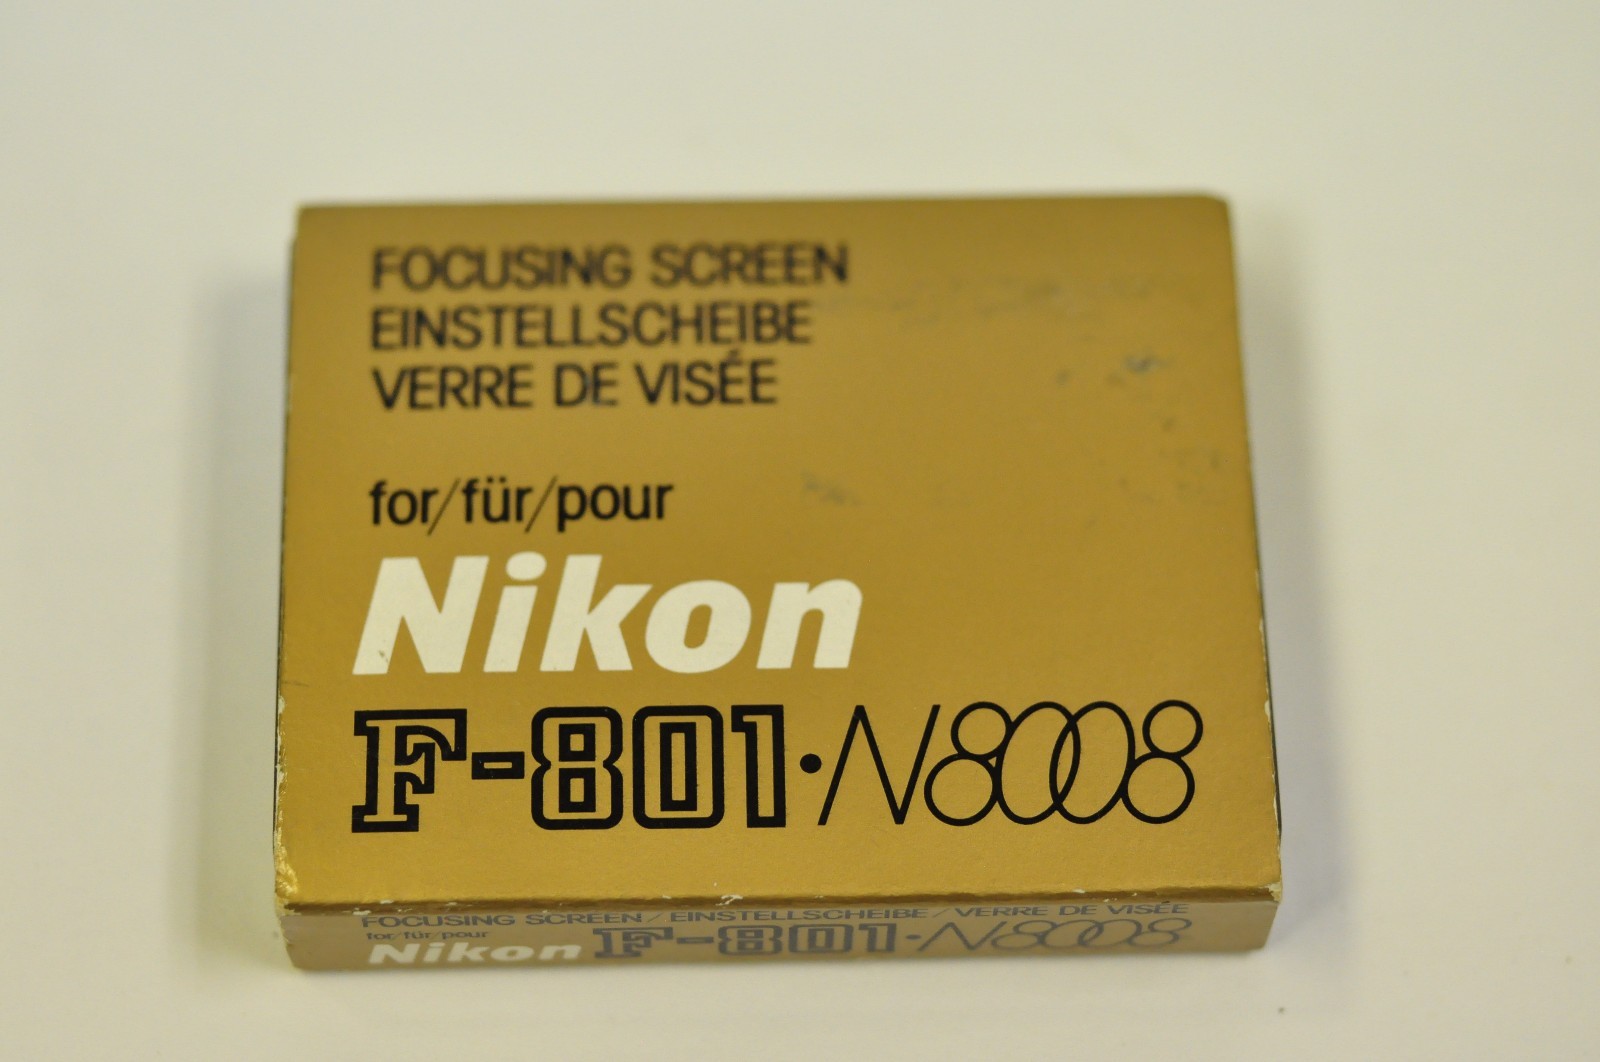 FOCUSING SCREEN
EINSTELLSCHEIBE
VERRE DE VISÉE
for/für/pour
Nikon
F-801·N8008
FOCUSING SCREEN/EINSTELLSCHEIBE/VERRE DE VISÉE
for/für/pour
Nikon F-801·N8008